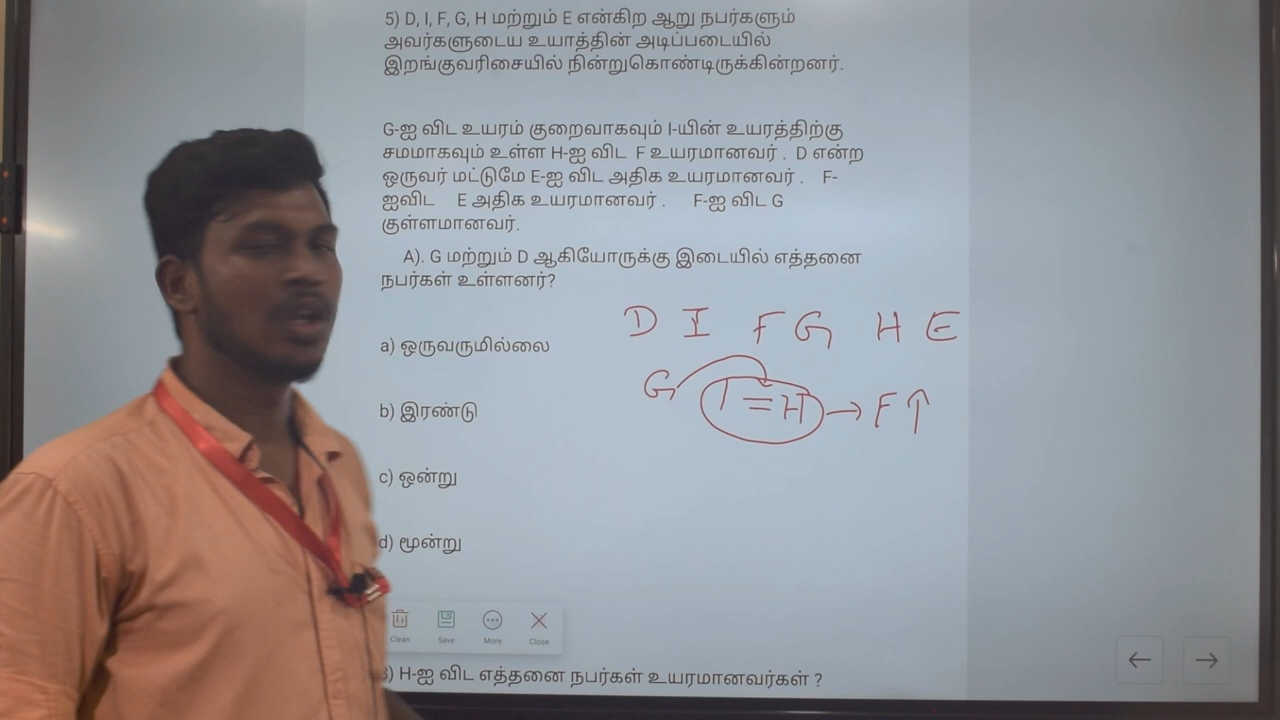 5) D, I, F, G, H மற்றும் E என்கிற ஆறு நபர்களும்
அவர்களுடைய உயாத்தின் அடிப்படையில்
இறங்குவரிசையில் நின்றுகொண்டிருக்கின்றனர்.
G-ஐ விட உயரம் குறைவாகவும் I-யின் உயரத்திற்கு
சமமாகவும் உள்ள H-ஐ விட F உயரமானவர் . D என்ற
ஒருவர் மட்டுமே E-ஐ விட அதிக உயரமானவர் . F-
ஐவிட E அதிக உயரமானவர் . F-ஐ விட G
குள்ளமானவர்.
A). G மற்றும் D ஆகியோருக்கு இடையில் எத்தனை
நபர்கள் உள்ளனர்?
D I F G H E
a) ஒருவருமில்லை
G I = H → F ↑
b) இரண்டு
c) ஒன்று
d) மூன்று
Clean Save More Close
) H-ஐ விட எத்தனை நபர்கள் உயரமானவர்கள் ?